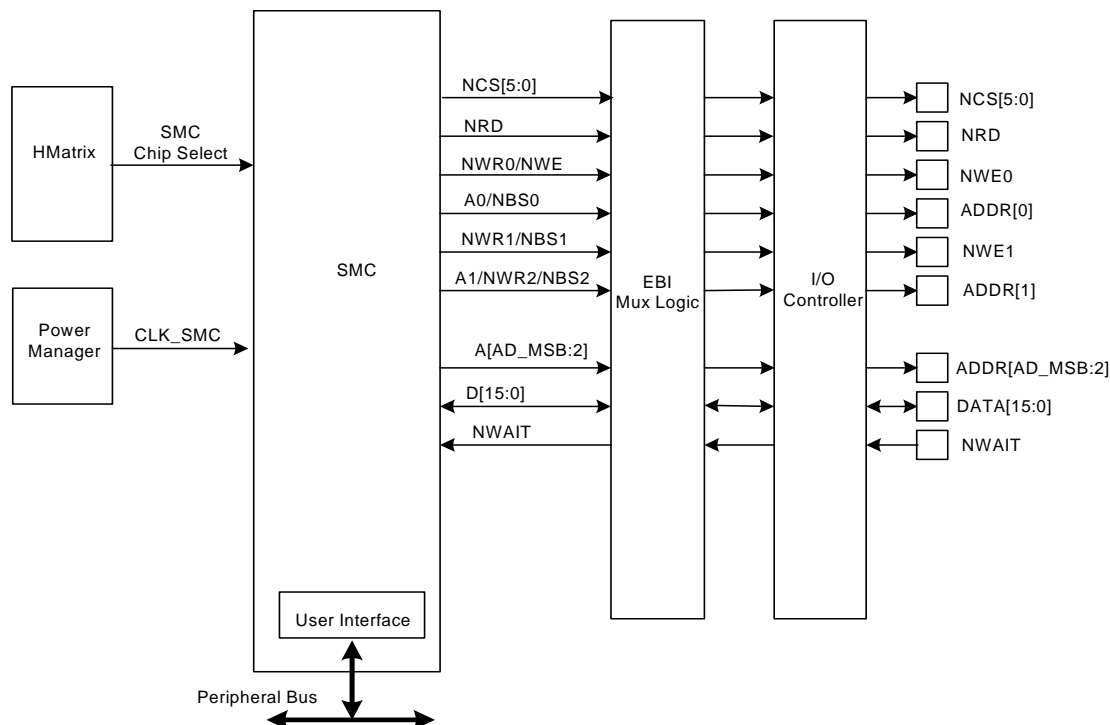 HMatrix
SMC
Chip Select
Power
Manager
CLK_SMC
SMC
User Interface
Peripheral Bus
NCS[5:0]
NRD
NWR0/NWE
A0/NBS0
NWR1/NBS1
A1/NWR2/NBS2
A[AD_MSB:2]
D[15:0]
NWAIT
EBI
Mux Logic
I/O
Controller
NCS[5:0]
NRD
NWE0
ADDR[0]
NWE1
ADDR[1]
ADDR[AD_MSB:2]
DATA[15:0]
NWAIT